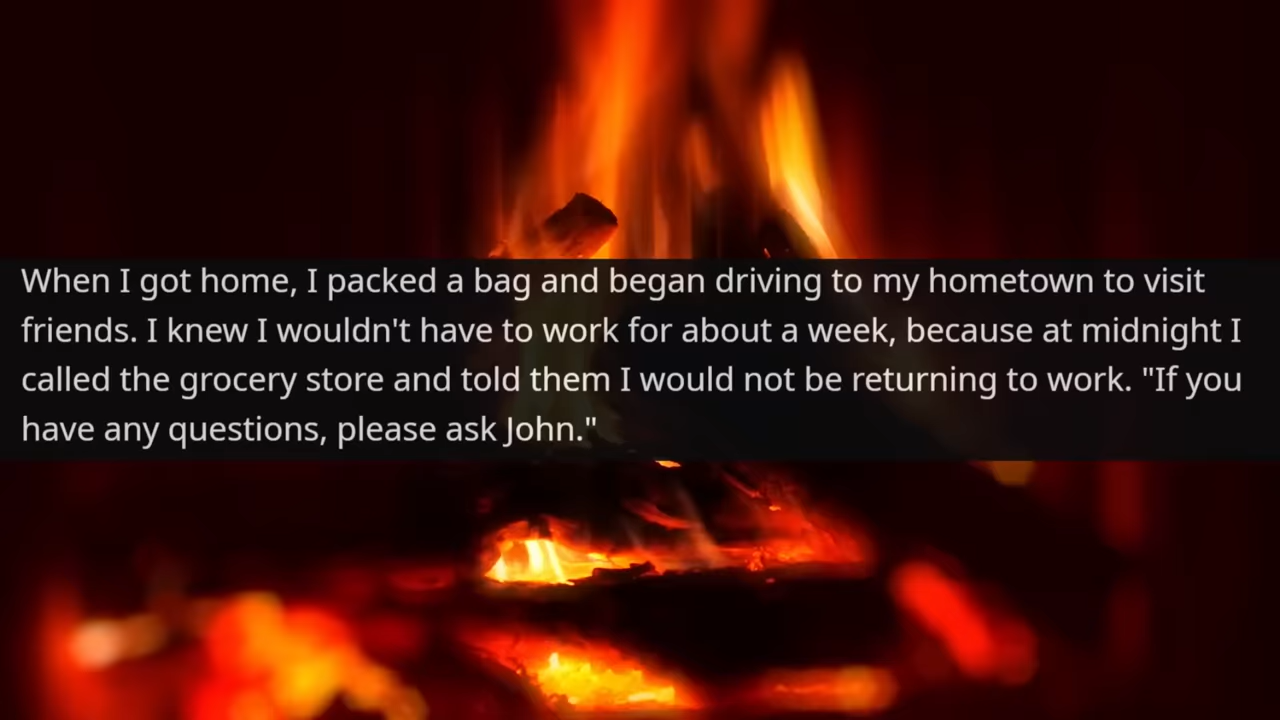 When I got home, I packed a bag and began driving to my hometown to visit
friends. I knew I wouldn't have to work for about a week, because at midnight I
called the grocery store and told them I would not be returning to work. "If you
have any questions, please ask John."